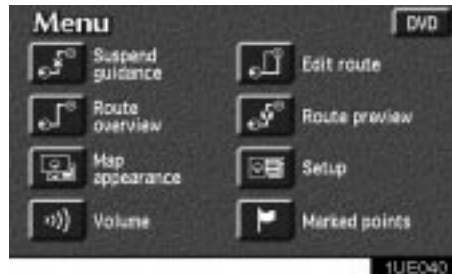 Menu
DVD
Suspend guidance
Edit route
Route overview
Route preview
Map appearance
Setup
Volume
Marked points
1UE040